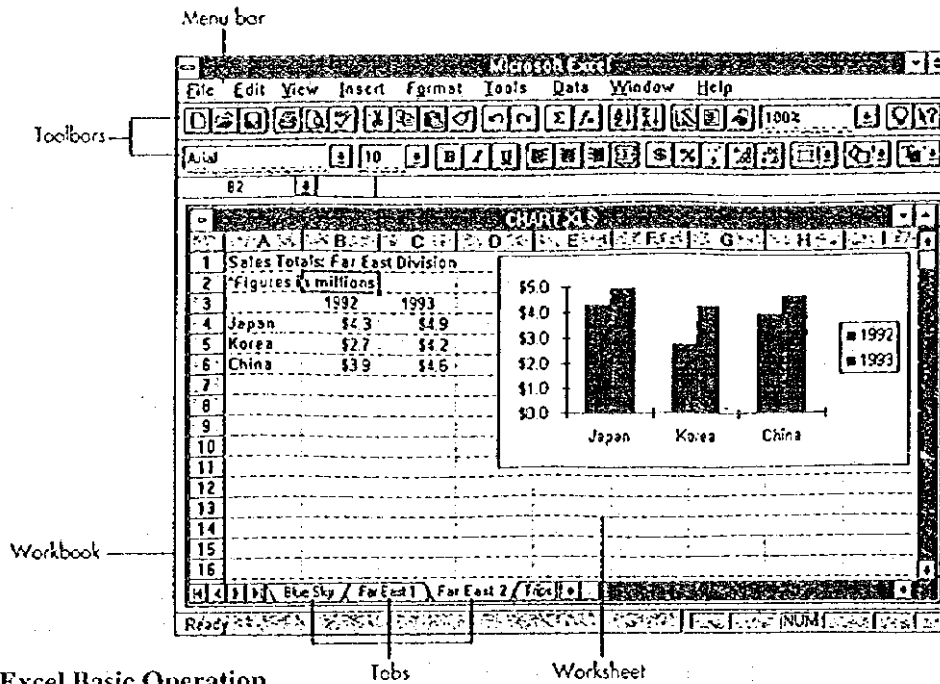 Menu bar
Microsoft Excel
File Edit View Insert Format Tools Data Window Help
Toolbars
100%
Arial 10 B I U $ %
B2
CHART.XLS
A B C D E F G H
1 Sales Totals: Far East Division
2 *Figures in millions
3 1992 1993
4 Japan $4.3 $4.9
5 Korea $2.7 $4.2
6 China $3.9 $4.6
7
8
9
10
11
12
13
14
15
16
$5.0
$4.0
$3.0
$2.0
$1.0
$0.0
Japan Korea China
1992
1993
Workbook
Blue Sky Far East 1 Far East 2
Ready NUM
Tabs Worksheet
Excel Basic Operation